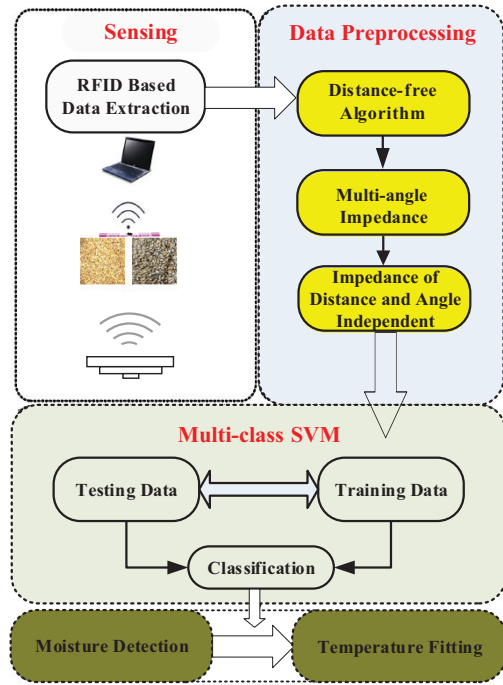 Sensing
RFID Based
Data Extraction
Data Preprocessing
Distance-free
Algorithm
Multi-angle
Impedance
Impedance of
Distance and Angle
Independent
Multi-class SVM
Testing Data
Training Data
Classification
Moisture Detection
Temperature Fitting